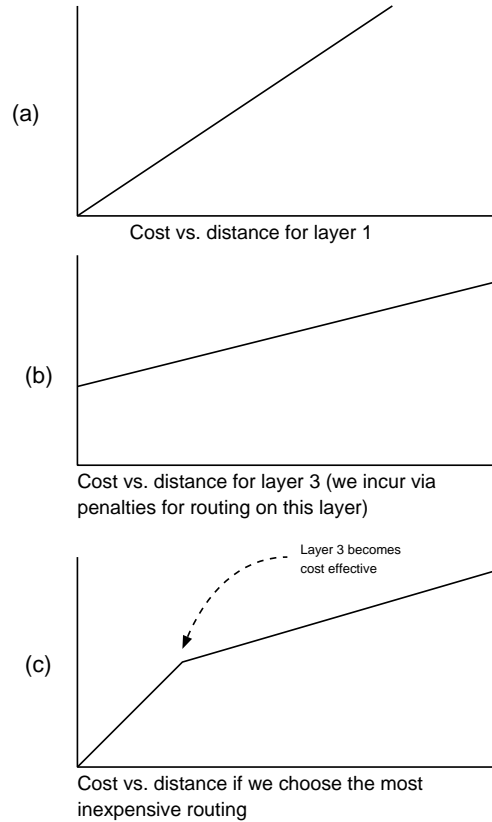 (a)
Cost vs. distance for layer 1
(b)
Cost vs. distance for layer 3 (we incur via
penalties for routing on this layer)
Layer 3 becomes
cost effective
(c)
Cost vs. distance if we choose the most
inexpensive routing